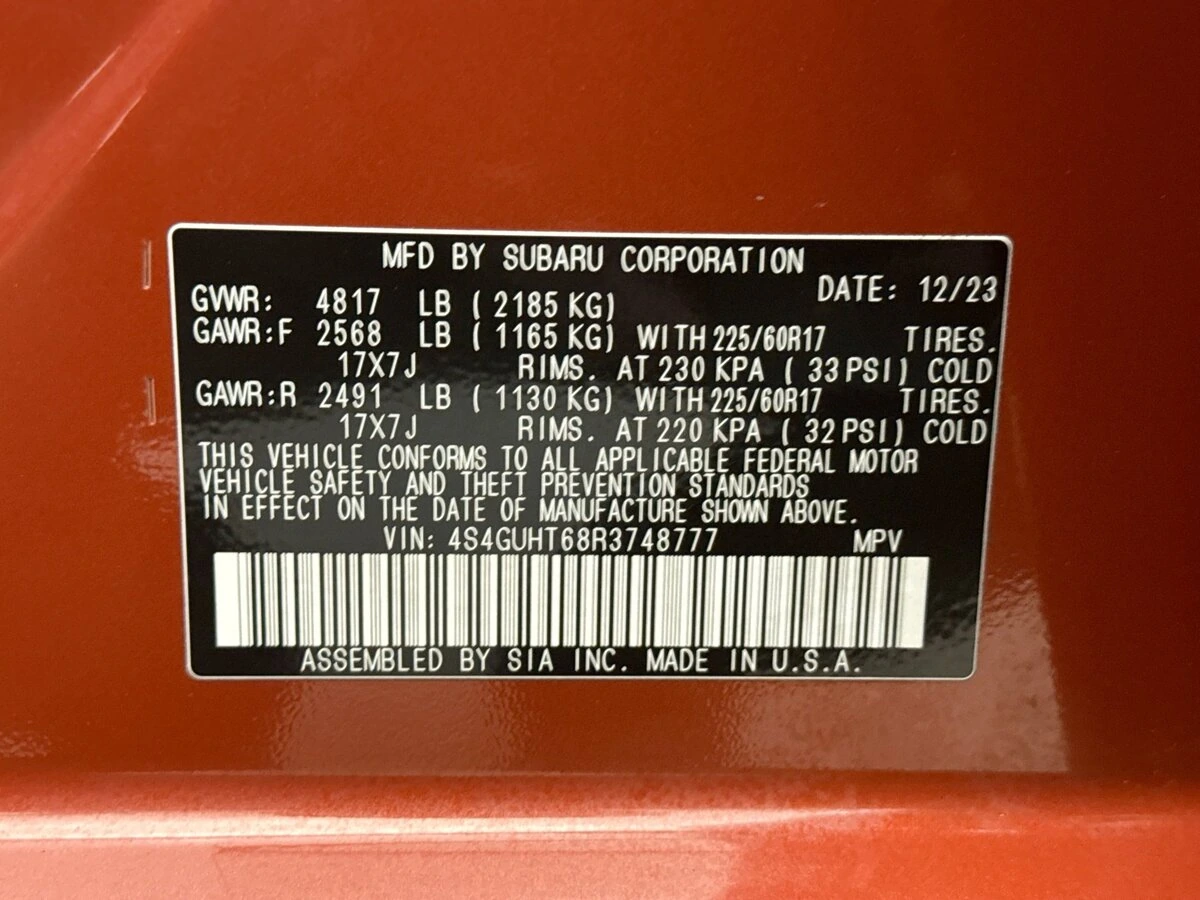 MFD BY SUBARU CORPORATION
DATE: 12/23
GVWR: 4817 LB ( 2185 KG)
GAWR:F 2568 LB ( 1165 KG) WITH 225/60R17 TIRES.
17X7J RIMS. AT 230 KPA ( 33 PSI) COLD
GAWR:R 2491 LB ( 1130 KG) WITH 225/60R17 TIRES.
17X7J RIMS. AT 220 KPA ( 32 PSI) COLD
THIS VEHICLE CONFORMS TO ALL APPLICABLE FEDERAL MOTOR
VEHICLE SAFETY AND THEFT PREVENTION STANDARDS
IN EFFECT ON THE DATE OF MANUFACTURE SHOWN ABOVE.
VIN: 4S4GUHT68R3748777 MPV
ASSEMBLED BY SIA INC. MADE IN U.S.A.